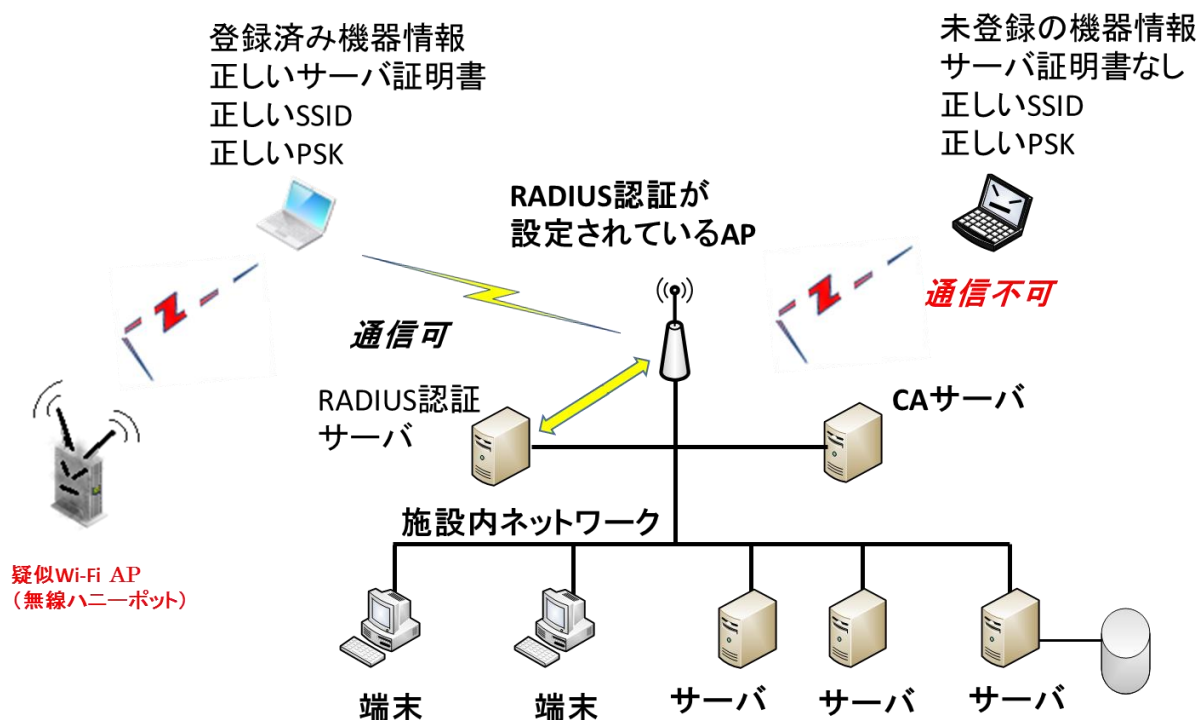 登録済み機器情報
正しいサーバ証明書
正しいSSID
正しいPSK
未登録の機器情報
サーバ証明書なし
正しいSSID
正しいPSK
RADIUS認証が
設定されているAP
通信可
通信不可
RADIUS認証
サーバ
CAサーバ
施設内ネットワーク
疑似Wi-Fi AP
（無線ハニーポット）
端末
端末
サーバ
サーバ
サーバ